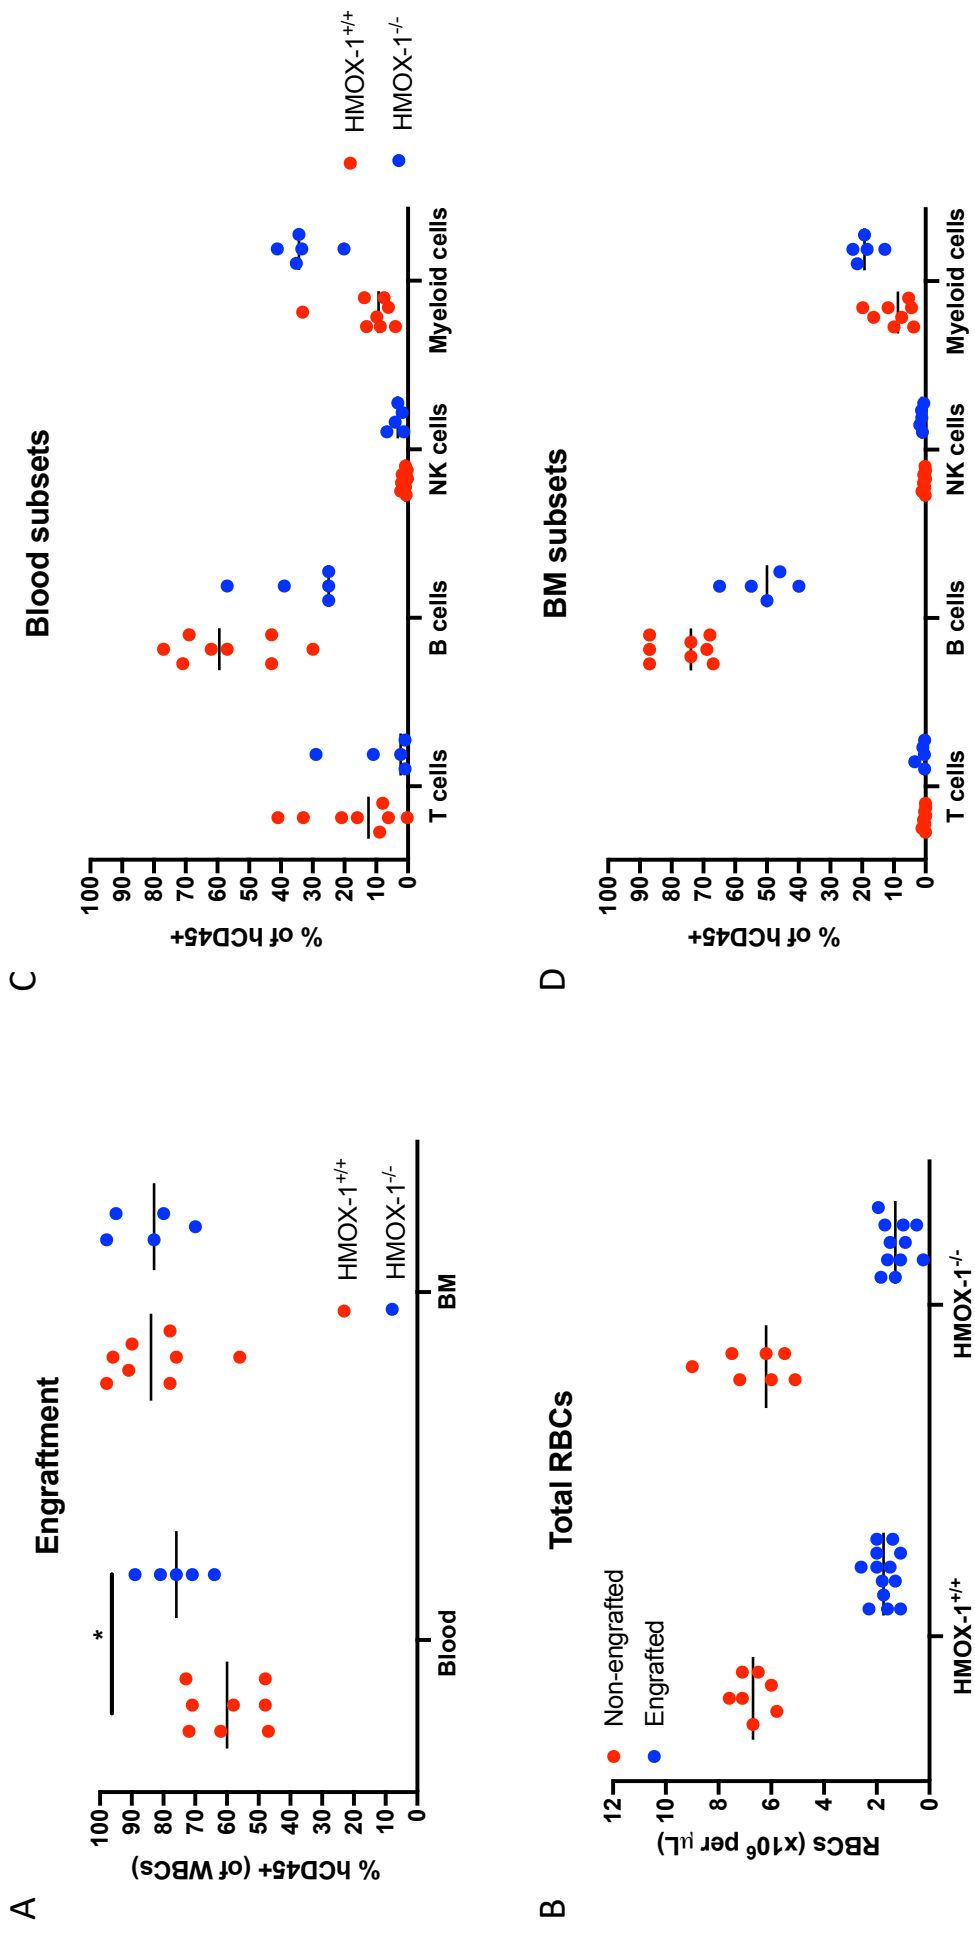 A
Engraftment
% hCD45+ (of WBCs)
100
90
80
70
60
50
40
30
20
10
0
*
Blood
BM
HMOX-1+/+
HMOX-1-/-
B
Total RBCs
RBCs (x10⁶ per µL)
12
10
8
6
4
2
0
Non-engrafted
Engrafted
HMOX-1+/+
HMOX-1-/-
C
Blood subsets
% of hCD45+
100
90
80
70
60
50
40
30
20
10
0
T cells
B cells
NK cells
Myeloid cells
HMOX-1+/+
HMOX-1-/-
D
BM subsets
% of hCD45+
100
90
80
70
60
50
40
30
20
10
0
T cells
B cells
NK cells
Myeloid cells